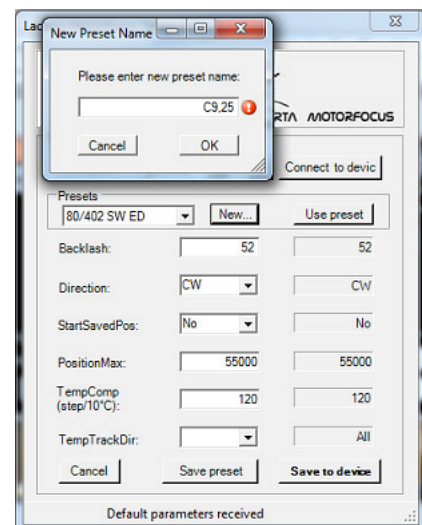 Lac
New Preset Name
Please enter new preset name:
C9,25
Cancel OK
RTA MOTORFOCUS
Connect to devic
Presets
80/402 SW ED New... Use preset
Backlash: 52 52
Direction: CW CW
StartSavedPos: No No
PositionMax: 55000 55000
TempComp
(step/10°C): 120 120
TempTrackDir: All
Cancel Save preset Save to device
Default parameters received